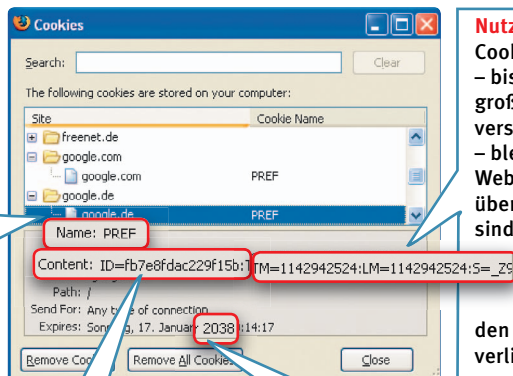 Cookies
Search:
Clear
The following cookies are stored on your computer:
Site Cookie Name
freenet.de
google.com
google.com PREF
google.de
google.de PREF
Name: PREF
Content: ID=fb7e8fdac229f15b:T TM=1142942524:LM=1142942524:S=_Z9
Path: /
Send For: Any type of connection
Expires: Sonntag, 17. Januar 2038 :14:17
Remove Cookie Remove All Cookies Close
Nutz
Cook
– bis
groß
vers
– ble
Web
über
sind
den
verli